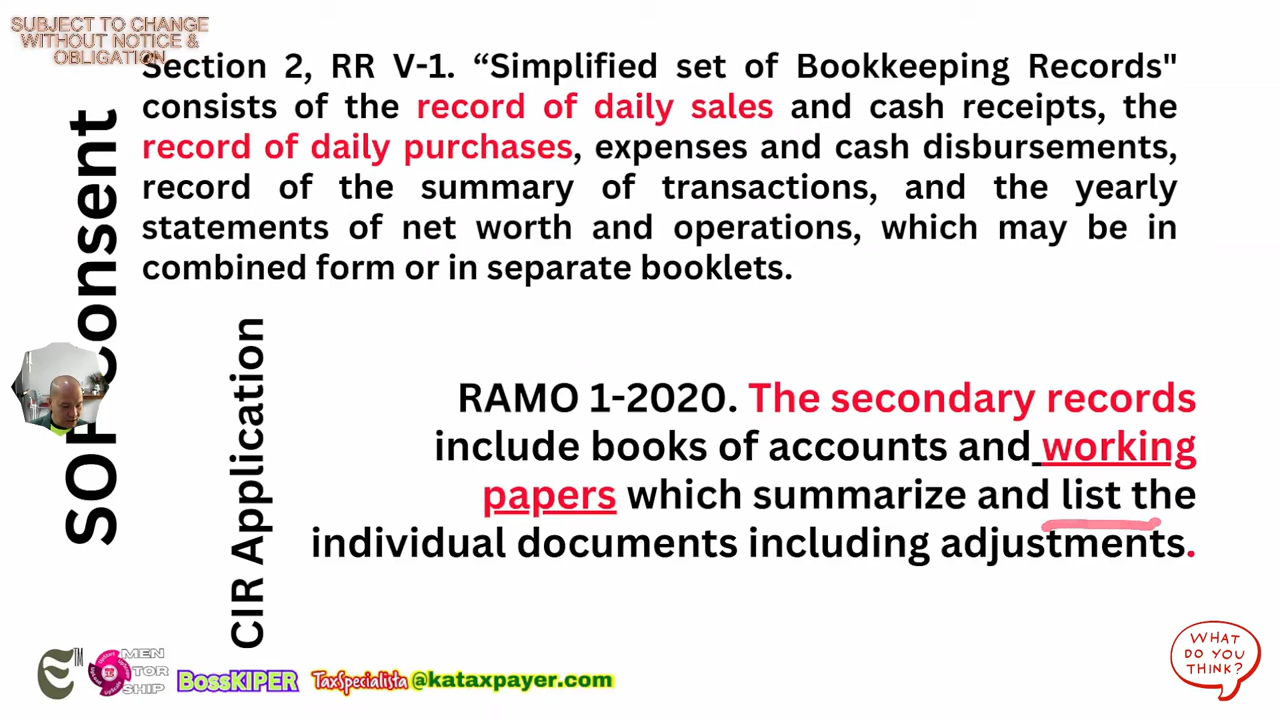 SUBJECT TO CHANGE
WITHOUT NOTICE &
OBLIGATION
Section 2, RR V-1. “Simplified set of Bookkeeping Records"
consists of the record of daily sales and cash receipts, the
record of daily purchases, expenses and cash disbursements,
record of the summary of transactions, and the yearly
statements of net worth and operations, which may be in
combined form or in separate booklets.
Consent
CIR Application
RAMO 1-2020. The secondary records
include books of accounts and working
papers which summarize and list the
individual documents including adjustments.
TM
MEN
TOR
SHIP
BossKIPER
TaxSpecialista @kataxpayer.com
WHAT
DO YOU
THINK?